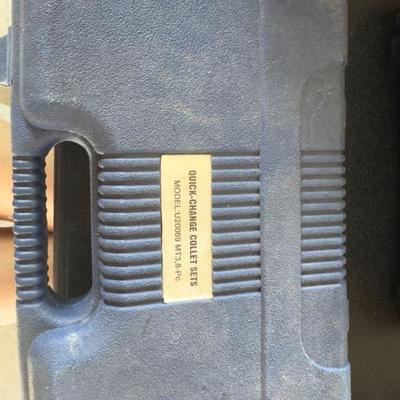 QUICK-CHANGE COLLET SETS
MODEL:U20069 MT3,8-Pc.